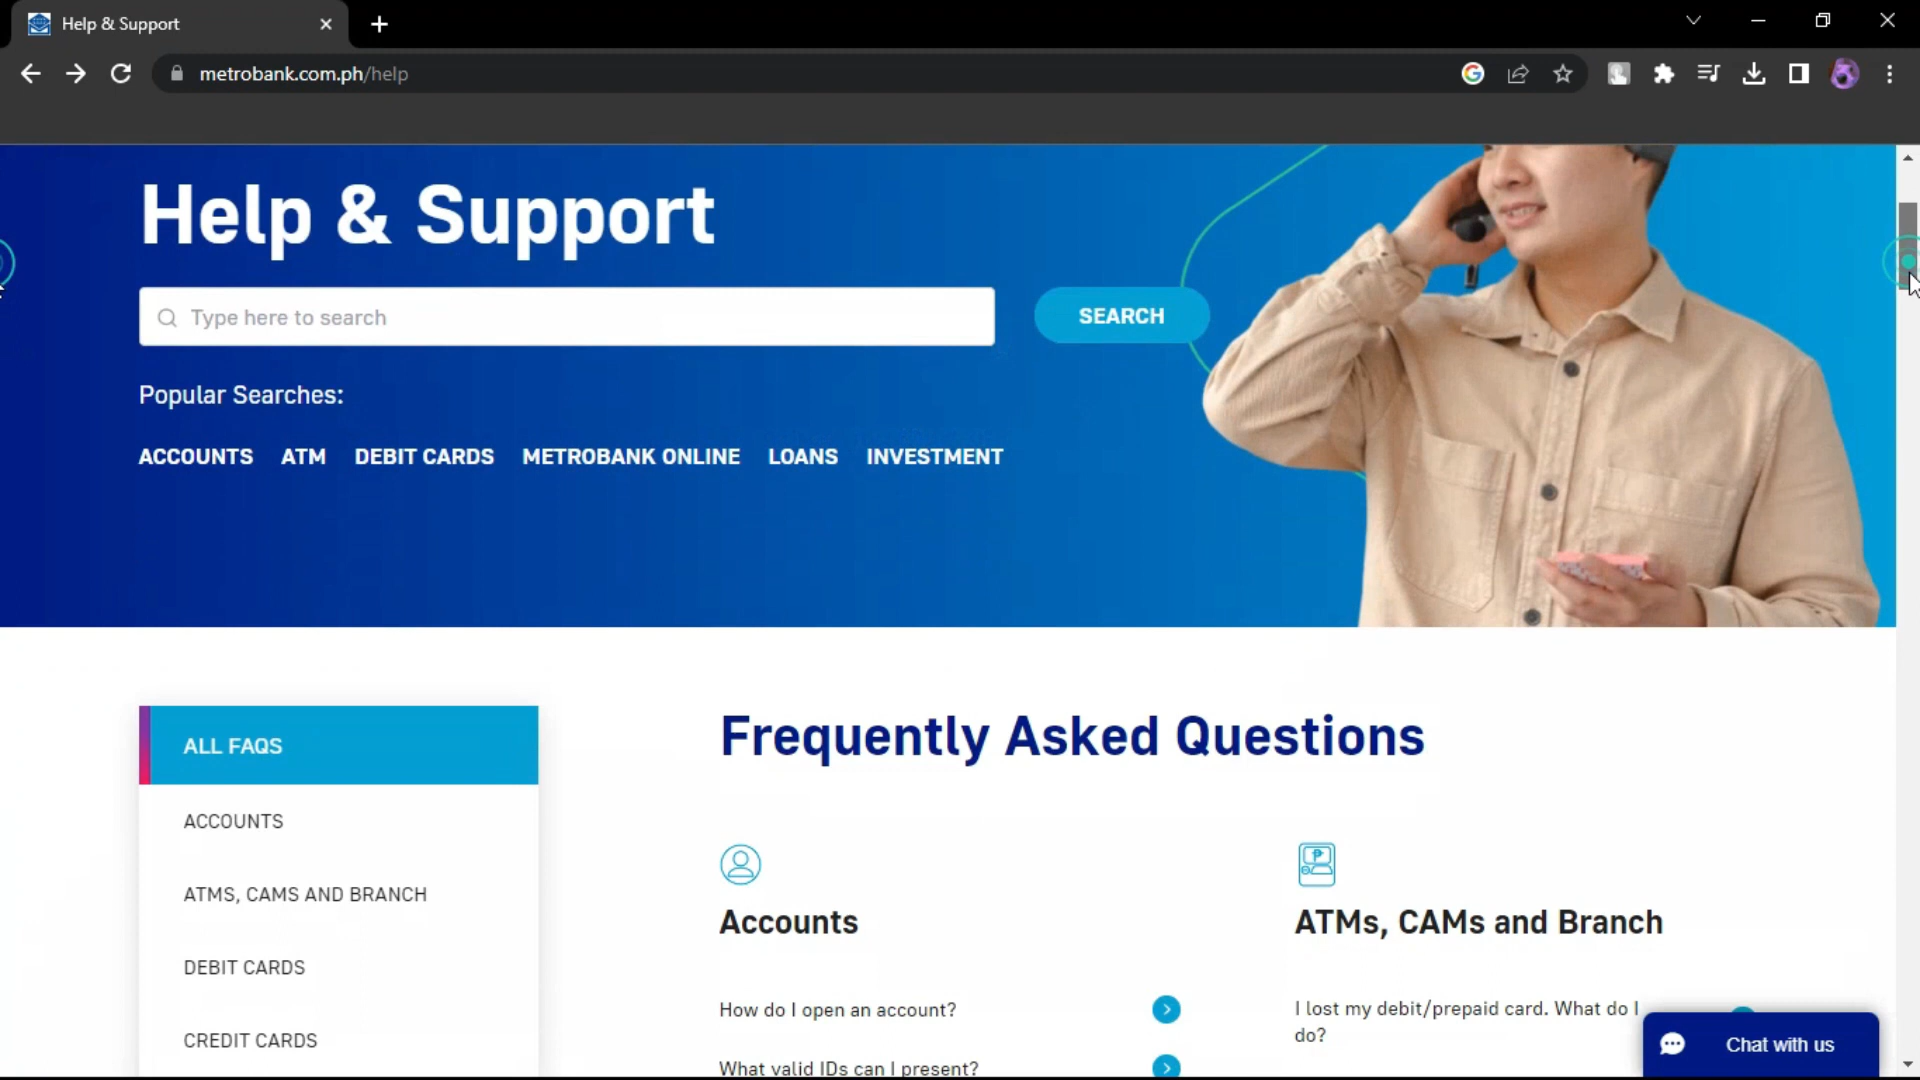 Help & Support
metrobank.com.ph/help
Help & Support
Type here to search
SEARCH
Popular Searches:
ACCOUNTS ATM DEBIT CARDS METROBANK ONLINE LOANS INVESTMENT
ALL FAQS
ACCOUNTS
ATMS, CAMS AND BRANCH
DEBIT CARDS
CREDIT CARDS
Frequently Asked Questions
Accounts
How do I open an account?
What valid IDs can I present?
ATMs, CAMs and Branch
I lost my debit/prepaid card. What do I
do?
Chat with us